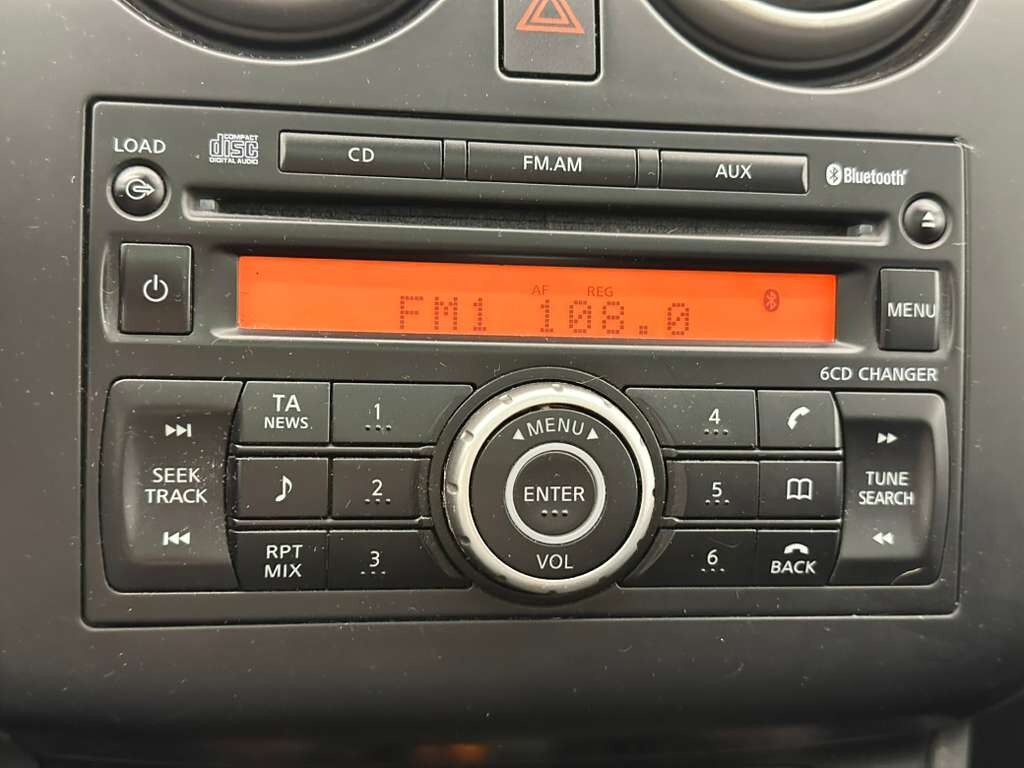 LOAD
COMPACT
disc
DIGITAL AUDIO
CD
FM.AM
AUX
Bluetooth
AF REG
FM1 108.0
MENU
6CD CHANGER
TA
NEWS
1
MENU
4
SEEK
TRACK
2
ENTER
5
TUNE
SEARCH
RPT
MIX
3
VOL
6
BACK